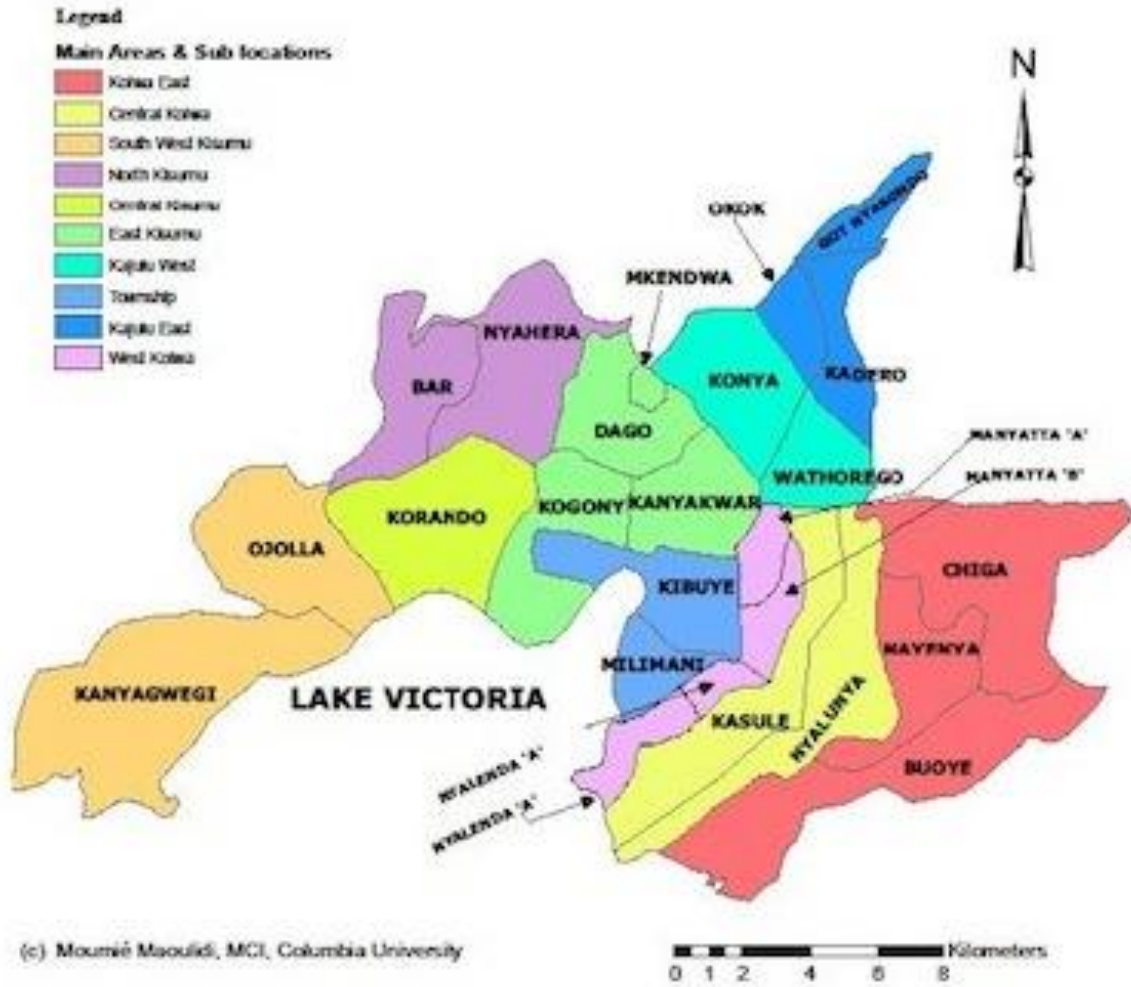 Legend
Main Areas & Sub locations
Kolwa East
Central Kolwa
South West Kisumu
North Kisumu
Central Kisumu
East Kisumu
Kajulu West
Township
Kajulu East
West Kolwa
N
OKOK
GOT NYABONDO
MKENDWA
NYAHERA
BAR
KONYA
KADERO
DAGO
MANYATTA 'A'
WATHOREGO
MANYATTA 'B'
KOGONY
KANYAKWAR
KORANDO
OJOLLA
CHIGA
KIBUYE
MAYENYA
MILIMANI
KANYAGWEGI
LAKE VICTORIA
KASULE
NYALUNYA
BUOYE
NYALENDA 'A'
NYALENDA 'A'
(c) Moumié Maoulidi, MCI, Columbia University
Kilometers
0 1 2 4 6 8